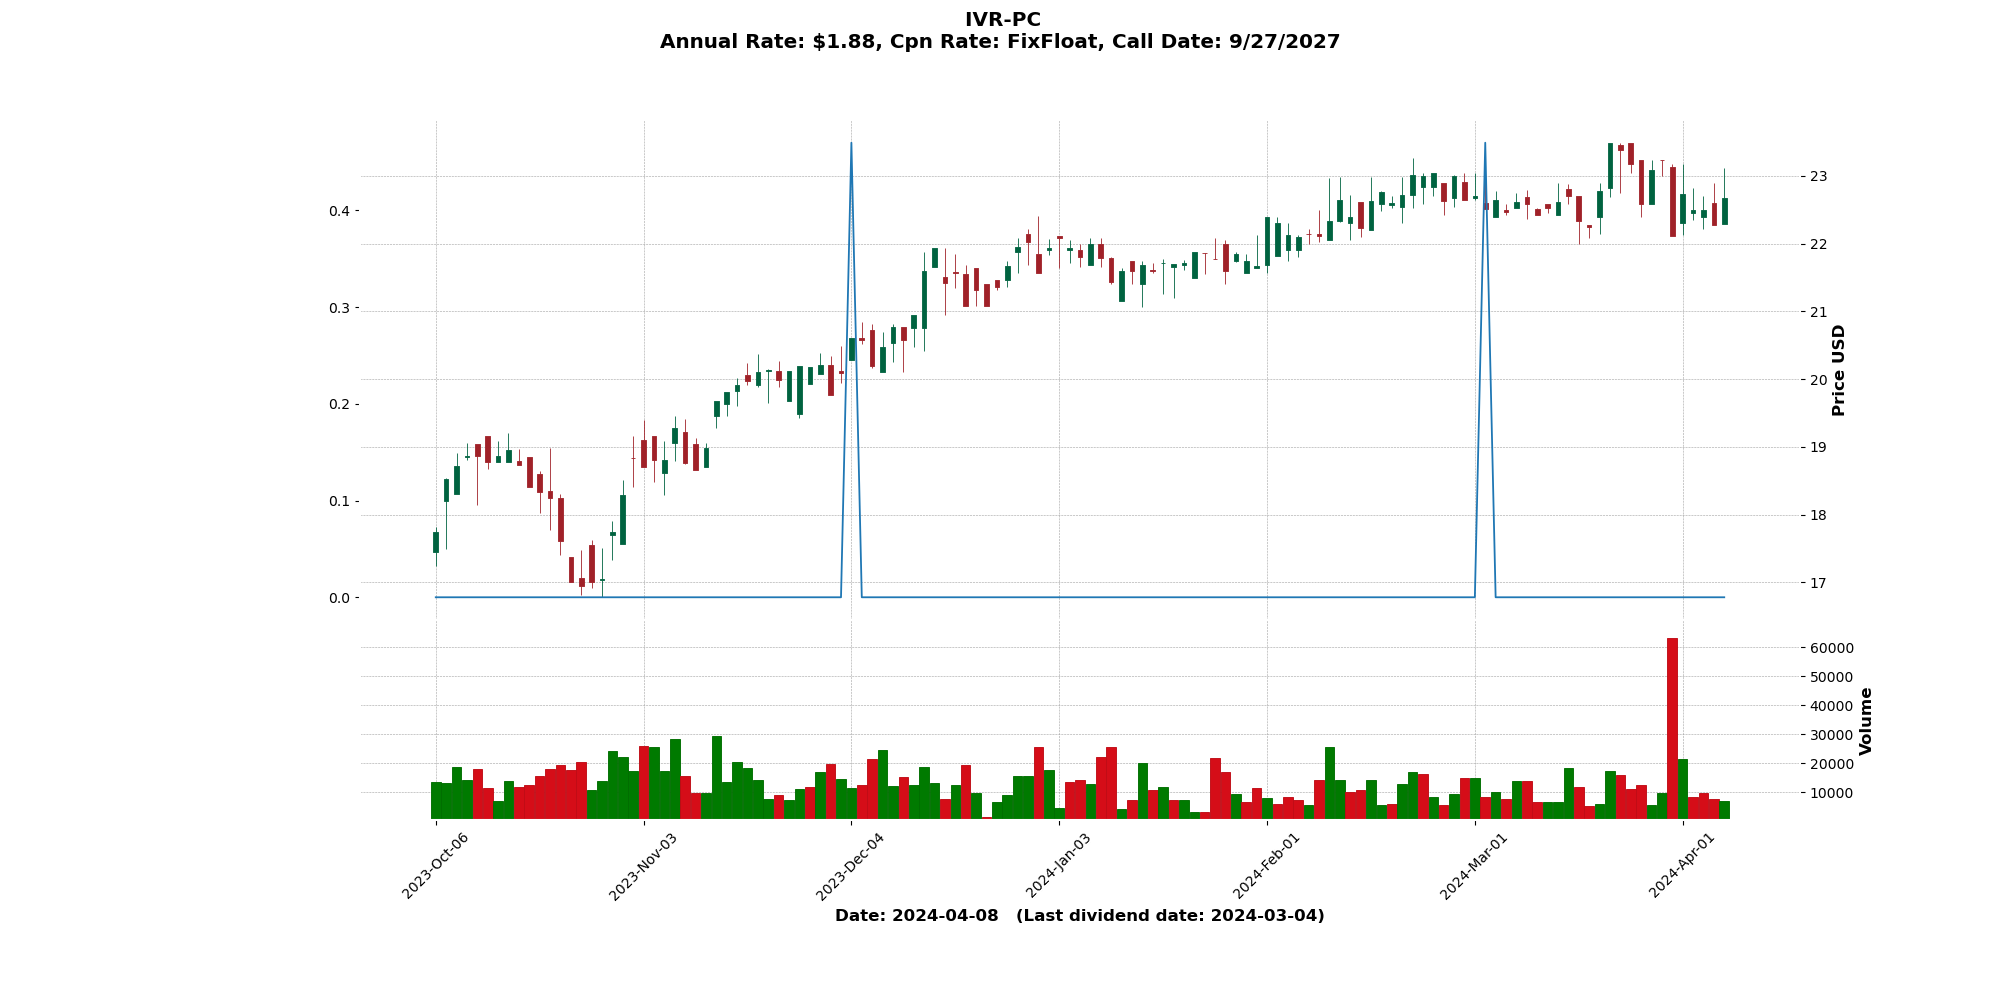 IVR-PC
Annual Rate: $1.88, Cpn Rate: FixFloat, Call Date: 9/27/2027
0.4
0.3
0.2
0.1
0.0
23
22
21
20
19
18
17
Price USD
60000
50000
40000
30000
20000
10000
Volume
2023-Oct-06
2023-Nov-03
2023-Dec-04
2024-Jan-03
2024-Feb-01
2024-Mar-01
2024-Apr-01
Date: 2024-04-08 (Last dividend date: 2024-03-04)